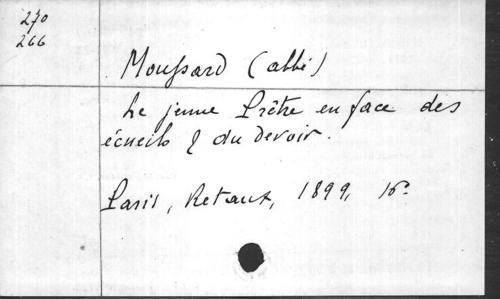 270
266
Moussard (abbé)
Le jeune Prêtre en face des
écueils & du devoir.
Paris, Retaux, 1899, 16°